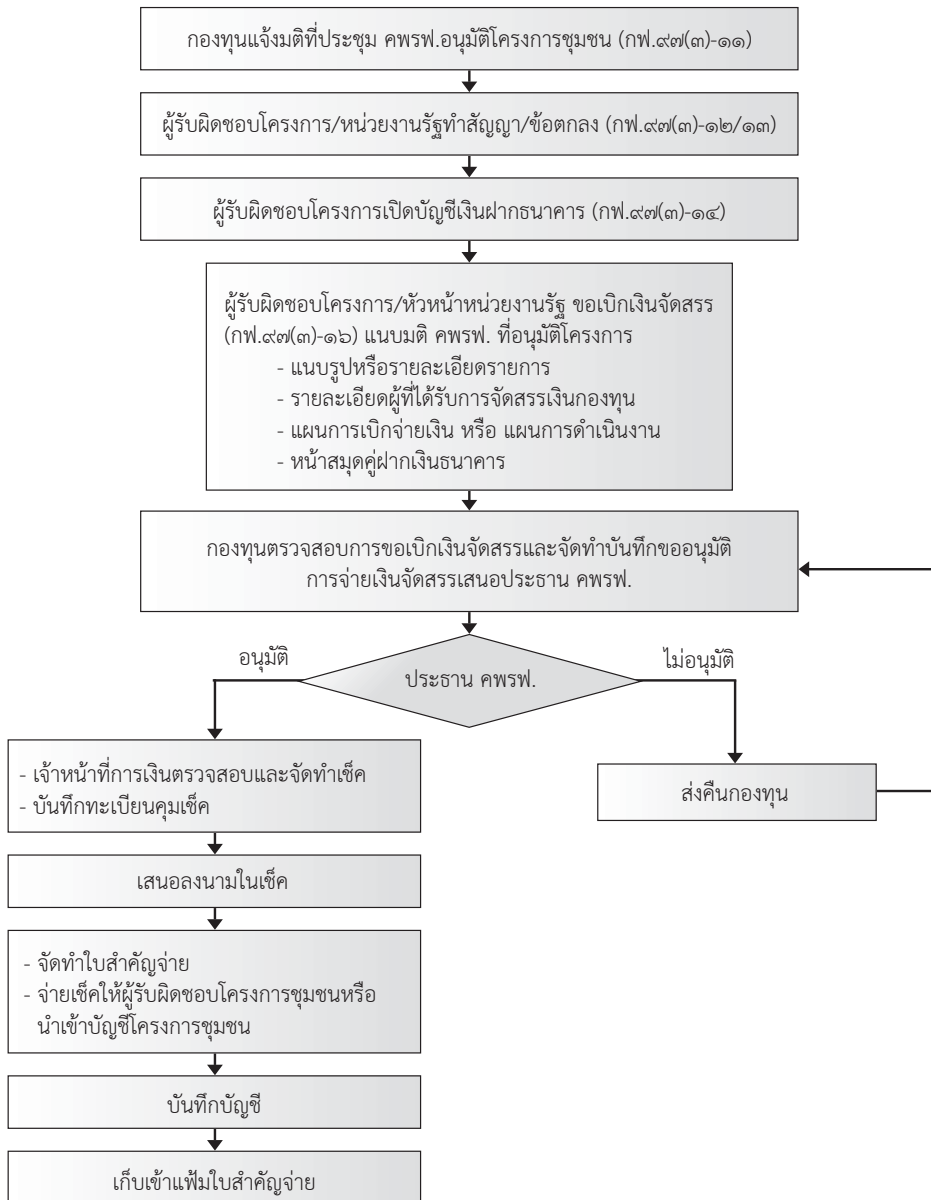 กองทุนแจ้งมติที่ประชุม คพรฟ.อนุมัติโครงการชุมชน (กฟ.๙๗(๓)-๑๑)
ผู้รับผิดชอบโครงการ/หน่วยงานรัฐทำสัญญา/ข้อตกลง (กฟ.๙๗(๓)-๑๒/๑๓)
ผู้รับผิดชอบโครงการเปิดบัญชีเงินฝากธนาคาร (กฟ.๙๗(๓)-๑๔)
ผู้รับผิดชอบโครงการ/หัวหน้าหน่วยงานรัฐ ขอเบิกเงินจัดสรร
(กฟ.๙๗(๓)-๑๖) แนบมติ คพรฟ. ที่อนุมัติโครงการ
- แนบรูปหรือรายละเอียดรายการ
- รายละเอียดผู้ที่ได้รับการจัดสรรเงินกองทุน
- แผนการเบิกจ่ายเงิน หรือ แผนการดำเนินงาน
- หน้าสมุดคู่ฝากเงินธนาคาร
กองทุนตรวจสอบการขอเบิกเงินจัดสรรและจัดทำบันทึกขออนุมัติ
การจ่ายเงินจัดสรรเสนอประธาน คพรฟ.
อนุมัติ
ประธาน คพรฟ.
ไม่อนุมัติ
- เจ้าหน้าที่การเงินตรวจสอบและจัดทำเช็ค
- บันทึกทะเบียนคุมเช็ค
ส่งคืนกองทุน
เสนอลงนามในเช็ค
- จัดทำใบสำคัญจ่าย
- จ่ายเช็คให้ผู้รับผิดชอบโครงการชุมชนหรือ
นำเข้าบัญชีโครงการชุมชน
บันทึกบัญชี
เก็บเข้าแฟ้มใบสำคัญจ่าย